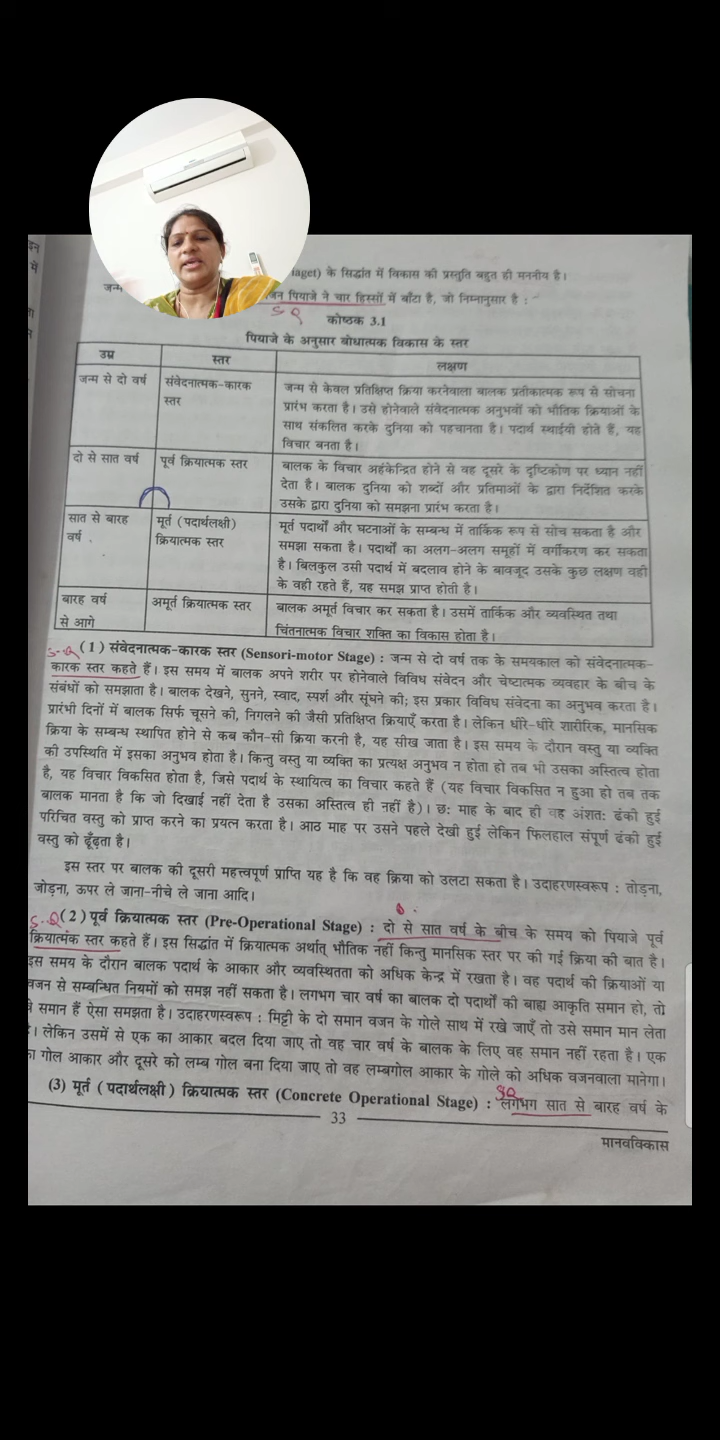 इन
में
iaget) के सिद्धांत में विकास की प्रस्तुति बहुत ही मननीय है।
जन्म जिन पियाजे ने चार हिस्सों में बाँटा है, जो निम्नानुसार है : -
S Q
कोष्ठक 3.1
पियाजे के अनुसार बोधात्मक विकास के स्तर
उम्र स्तर लक्षण
जन्म से दो वर्ष संवेदनात्मक-कारक जन्म से केवल प्रतिक्षिप्त क्रिया करनेवाला बालक प्रतीकात्मक रूप से सोचना
स्तर प्रारंभ करता है। उसे होनेवाले संवेदनात्मक अनुभवों को भौतिक क्रियाओं के
साथ संकलित करके दुनिया को पहचानता है। पदार्थ स्थाईयी होते हैं, यह
विचार बनता है।
दो से सात वर्ष पूर्व क्रियात्मक स्तर बालक के विचार अहंकेन्द्रित होने से वह दूसरे के दृष्टिकोण पर ध्यान नहीं
देता है। बालक दुनिया को शब्दों और प्रतिमाओं के द्वारा निर्देशित करके
उसके द्वारा दुनिया को समझना प्रारंभ करता है।
सात से बारह मूर्त (पदार्थलक्षी) मूर्त पदार्थों और घटनाओं के सम्बन्ध में तार्किक रूप से सोच सकता है और
वर्ष . क्रियात्मक स्तर समझा सकता है। पदार्थों का अलग-अलग समूहों में वर्गीकरण कर सकता
है। बिलकुल उसी पदार्थ में बदलाव होने के बावजूद उसके कुछ लक्षण वही
के वही रहते हैं, यह समझ प्राप्त होती है।
बारह वर्ष अमूर्त क्रियात्मक स्तर बालक अमूर्त विचार कर सकता है। उसमें तार्किक और व्यवस्थित तथा
से आगे चिंतनात्मक विचार शक्ति का विकास होता है।
S-Q (1) संवेदनात्मक-कारक स्तर (Sensori-motor Stage) : जन्म से दो वर्ष तक के समयकाल को संवेदनात्मक-
कारक स्तर कहते हैं। इस समय में बालक अपने शरीर पर होनेवाले विविध संवेदन और चेष्टात्मक व्यवहार के बीच के
संबंधों को समझाता है। बालक देखने, सुनने, स्वाद, स्पर्श और सूंघने की; इस प्रकार विविध संवेदना का अनुभव करता है।
प्रारंभी दिनों में बालक सिर्फ चूसने की, निगलने की जैसी प्रतिक्षिप्त क्रियाएँ करता है। लेकिन धीरे-धीरे शारीरिक, मानसिक
क्रिया के सम्बन्ध स्थापित होने से कब कौन-सी क्रिया करनी है, यह सीख जाता है। इस समय के दौरान वस्तु या व्यक्ति
की उपस्थिति में इसका अनुभव होता है। किन्तु वस्तु या व्यक्ति का प्रत्यक्ष अनुभव न होता हो तब भी उसका अस्तित्व होता
है, यह विचार विकसित होता है, जिसे पदार्थ के स्थायित्व का विचार कहते हैं (यह विचार विकसित न हुआ हो तब तक
बालक मानता है कि जो दिखाई नहीं देता है उसका अस्तित्व ही नहीं है)। छः माह के बाद ही वह अंशतः ढंकी हुई
परिचित वस्तु को प्राप्त करने का प्रयत्न करता है। आठ माह पर उसने पहले देखी हुई लेकिन फिलहाल संपूर्ण ढंकी हुई
वस्तु को ढूँढ़ता है।
इस स्तर पर बालक की दूसरी महत्त्वपूर्ण प्राप्ति यह है कि वह क्रिया को उलटा सकता है। उदाहरणस्वरूप : तोड़ना,
जोड़ना, ऊपर ले जाना-नीचे ले जाना आदि।
S-Q (2) पूर्व क्रियात्मक स्तर (Pre-Operational Stage) : दो से सात वर्ष के बीच के समय को पियाजे पूर्व
क्रियात्मक स्तर कहते हैं। इस सिद्धांत में क्रियात्मक अर्थात् भौतिक नहीं किन्तु मानसिक स्तर पर की गई क्रिया की बात है।
इस समय के दौरान बालक पदार्थ के आकार और व्यवस्थितता को अधिक केन्द्र में रखता है। वह पदार्थ की क्रियाओं या
वजन से सम्बन्धित नियमों को समझ नहीं सकता है। लगभग चार वर्ष का बालक दो पदार्थों की बाह्य आकृति समान हो, तो
समान हैं ऐसा समझता है। उदाहरणस्वरूप : मिट्टी के दो समान वजन के गोले साथ में रखे जाएँ तो उसे समान मान लेता
। लेकिन उसमें से एक का आकार बदल दिया जाए तो वह चार वर्ष के बालक के लिए वह समान नहीं रहता है। एक
का गोल आकार और दूसरे को लम्ब गोल बना दिया जाए तो वह लम्बगोल आकार के गोले को अधिक वजनवाला मानेगा।
SQ
(3) मूर्त (पदार्थलक्षी) क्रियात्मक स्तर (Concrete Operational Stage) : लगभग सात से बारह वर्ष के
33
मानवविकास